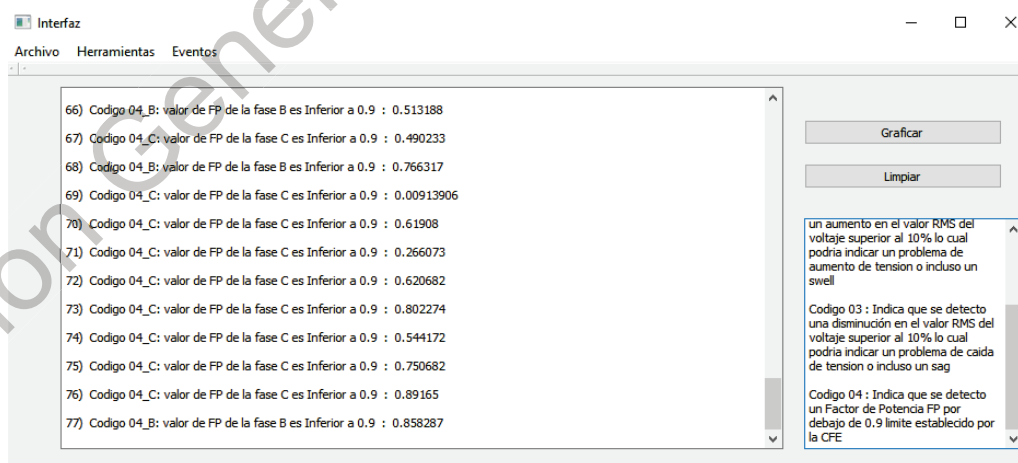 Interfaz
Archivo Herramientas Eventos
66) Codigo 04_B: valor de FP de la fase B es Inferior a 0.9 : 0.513188
67) Codigo 04_C: valor de FP de la fase C es Inferior a 0.9 : 0.490233
68) Codigo 04_B: valor de FP de la fase B es Inferior a 0.9 : 0.766317
69) Codigo 04_C: valor de FP de la fase C es Inferior a 0.9 : 0.00913906
70) Codigo 04_C: valor de FP de la fase C es Inferior a 0.9 : 0.61908
71) Codigo 04_C: valor de FP de la fase C es Inferior a 0.9 : 0.266073
72) Codigo 04_C: valor de FP de la fase C es Inferior a 0.9 : 0.620682
73) Codigo 04_C: valor de FP de la fase C es Inferior a 0.9 : 0.802274
74) Codigo 04_C: valor de FP de la fase C es Inferior a 0.9 : 0.544172
75) Codigo 04_C: valor de FP de la fase C es Inferior a 0.9 : 0.750682
76) Codigo 04_C: valor de FP de la fase C es Inferior a 0.9 : 0.89165
77) Codigo 04_B: valor de FP de la fase B es Inferior a 0.9 : 0.858287
Graficar
Limpiar
un aumento en el valor RMS del
voltaje superior al 10% lo cual
podria indicar un problema de
aumento de tension o incluso un
swell
Codigo 03 : Indica que se detecto
una disminución en el valor RMS del
voltaje superior al 10% lo cual
podria indicar un problema de caida
de tension o incluso un sag
Codigo 04 : Indica que se detecto
un Factor de Potencia FP por
debajo de 0.9 limite establecido por
la CFE